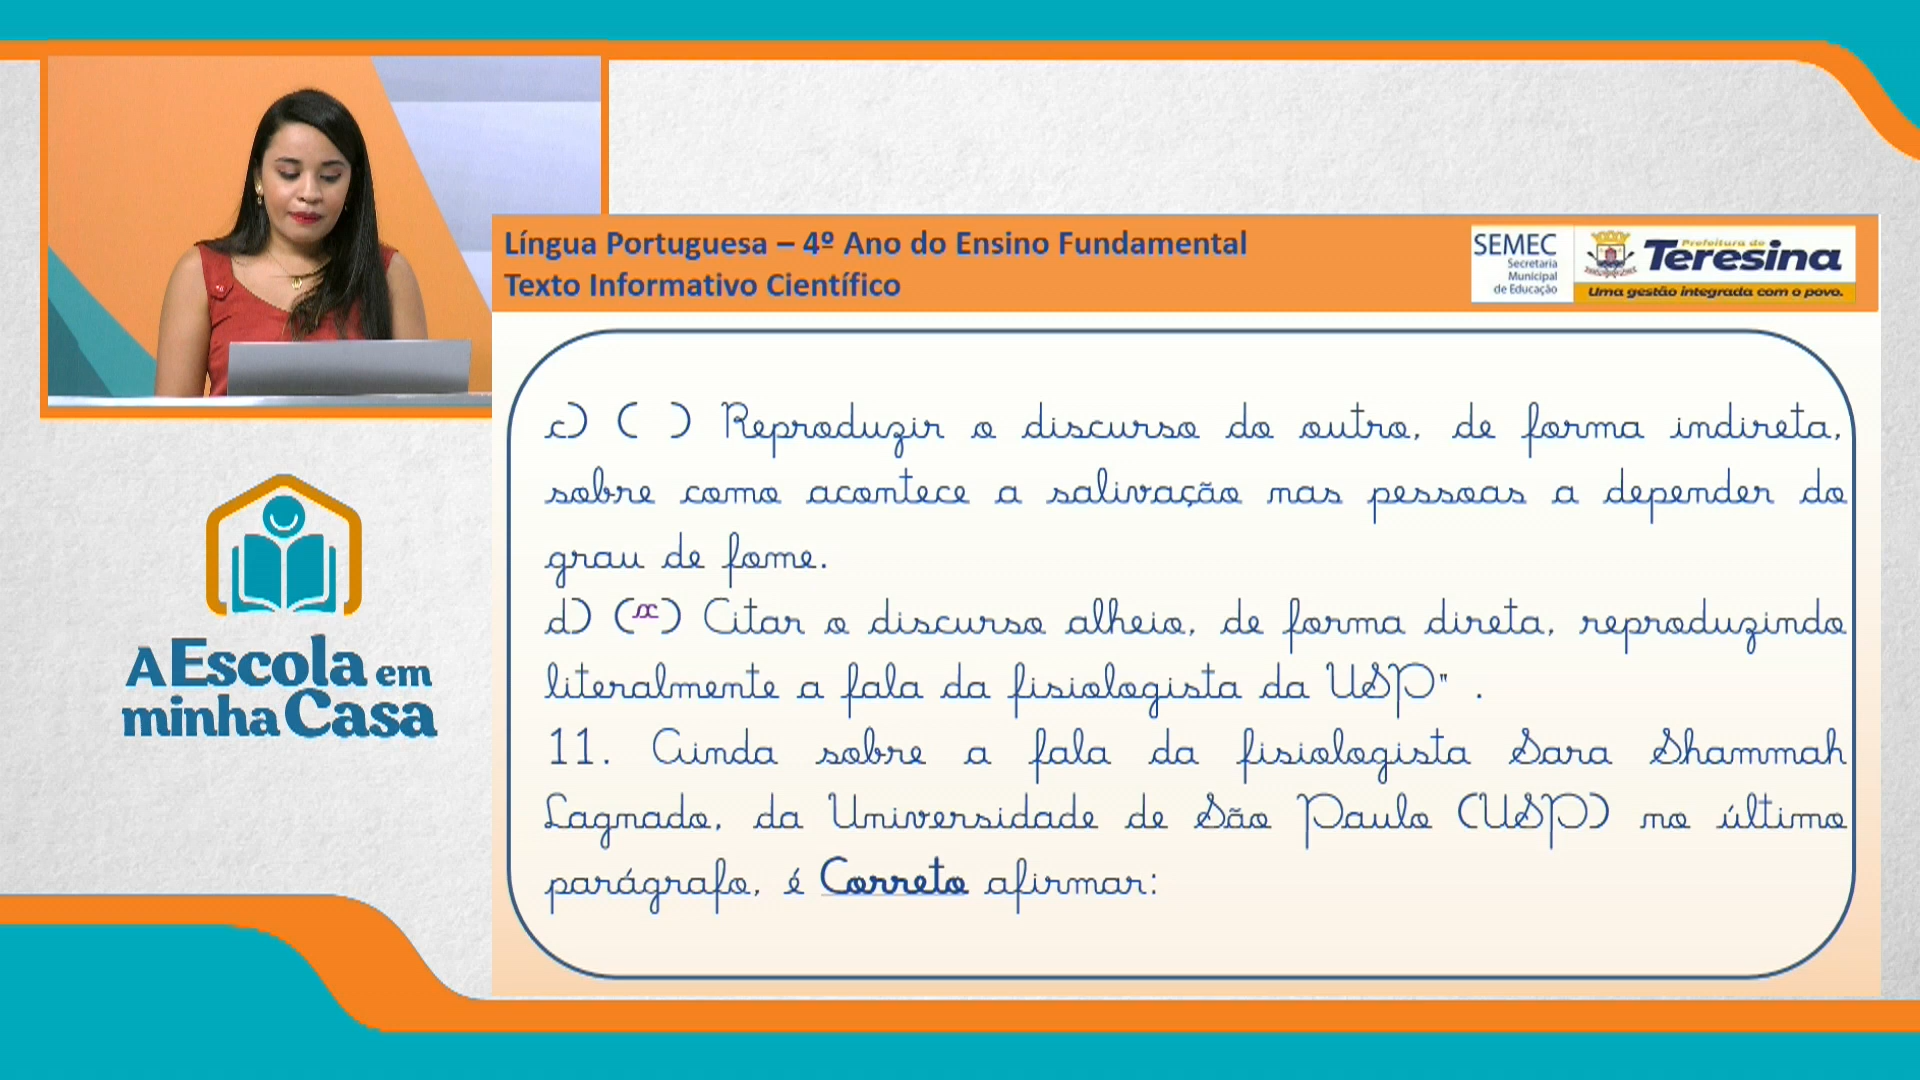 Língua Portuguesa – 4º Ano do Ensino Fundamental
Texto Informativo Científico
SEMEC
Secretaria
Municipal
de Educação
Prefeitura de
Teresina
Uma gestão integrada com o povo.
c) ( ) Reproduzir o discurso do outro, de forma indireta,
sobre como acontece a salivação nas pessoas a depender do
grau de fome.
d) (x) Citar o discurso alheio, de forma direta, reproduzindo
literalmente a fala da fisiologista da USP" .
11. Ainda sobre a fala da fisiologista Sara Shammah
Lagnado, da Universidade de São Paulo (USP) no último
parágrafo, é Correto afirmar:
A Escola em
minha Casa